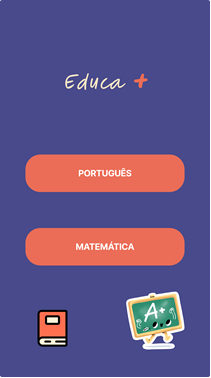 Educa +
PORTUGUÊS
MATEMÁTICA
A+